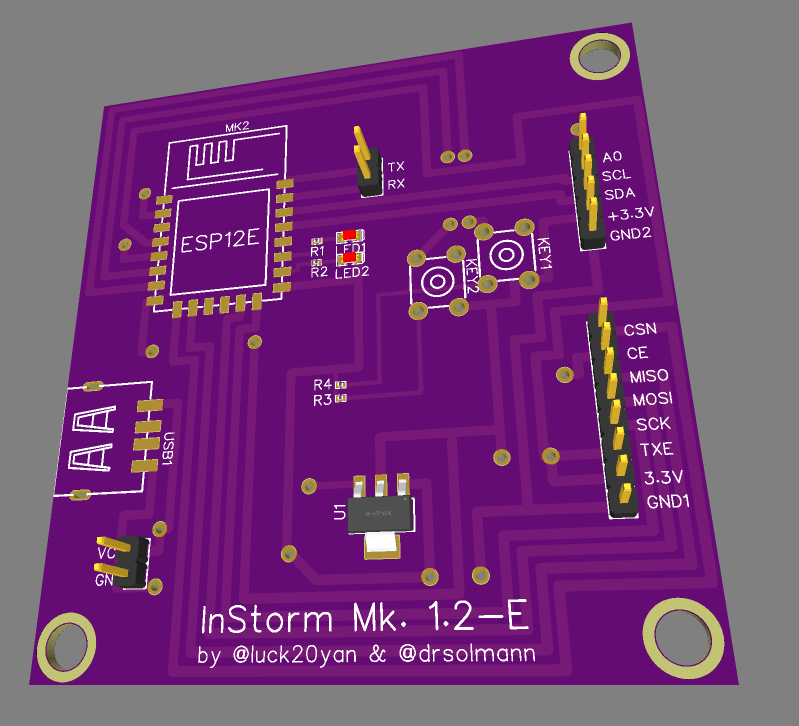 MK2
ESP12E
TX
RX
A0
SCL
SDA
+3.3V
GND2
R1
LED1
R2
LED2
KEY2
KEY1
CSN
CE
MISO
MOSI
SCK
TXE
3.3V
GND1
R4
R3
USB1
U1
VC
GN
InStorm Mk. 1.2-E
by @luck20yan & @drsolmann